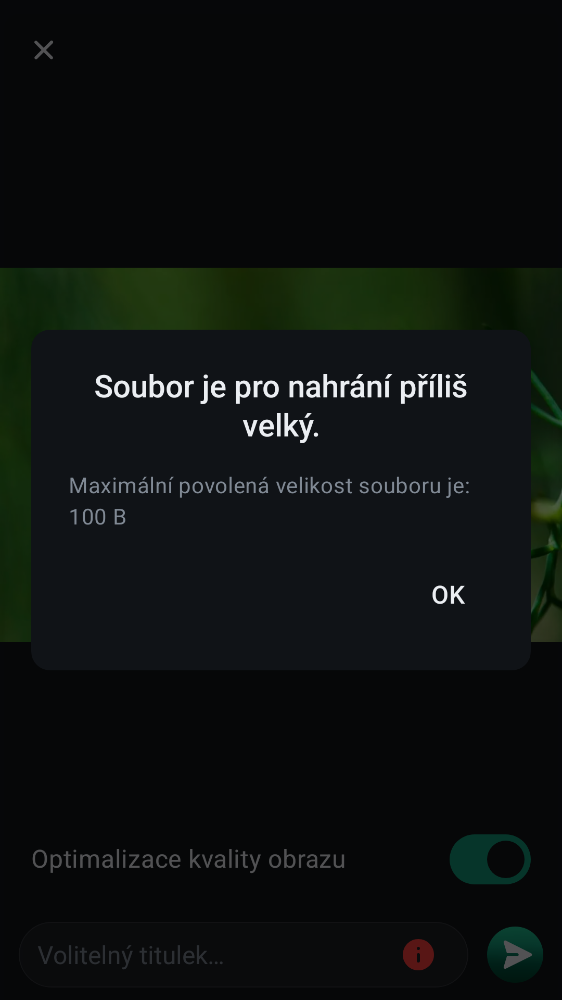 Soubor je pro nahrání příliš
velký.
Maximální povolená velikost souboru je:
100 B
OK
Optimalizace kvality obrazu
Volitelný titulek…